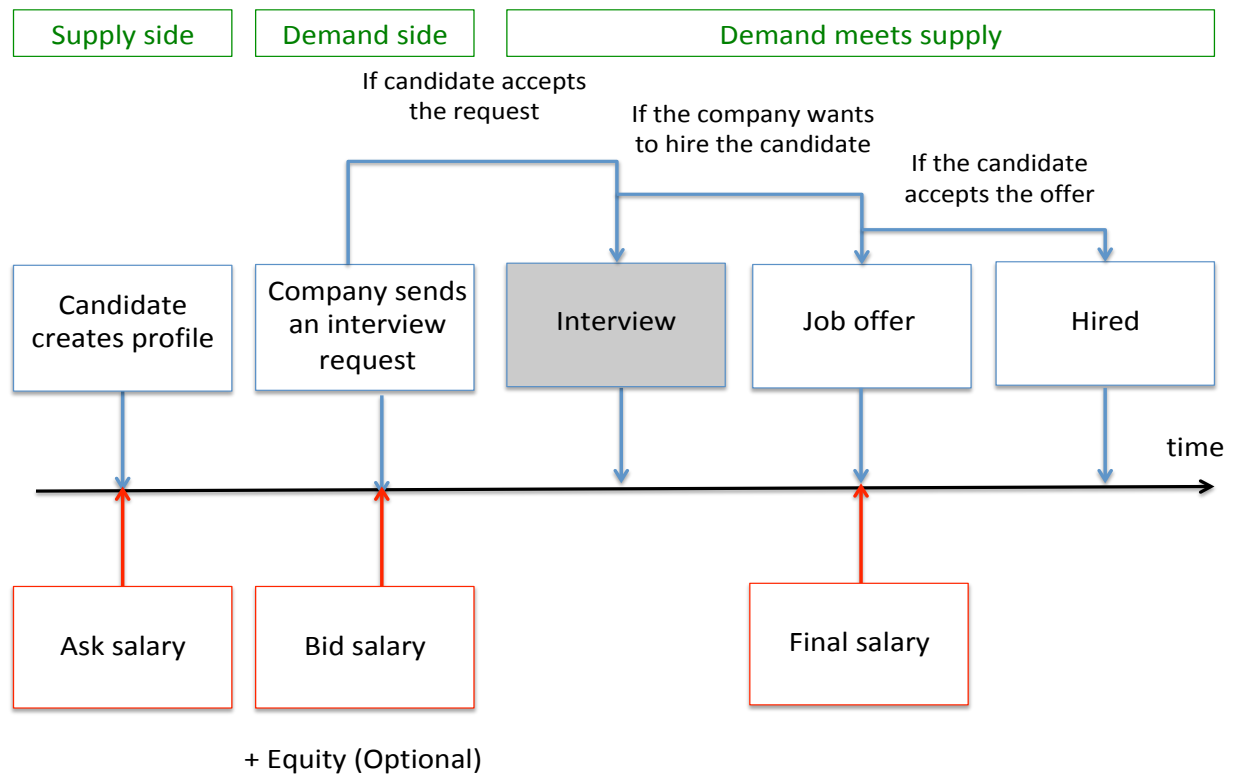 Supply side
Demand side
Demand meets supply
If candidate accepts
the request
If the company wants
to hire the candidate
If the candidate
accepts the offer
Candidate
creates profile
Company sends
an interview
request
Interview
Job offer
Hired
time
Ask salary
Bid salary
Final salary
+ Equity (Optional)